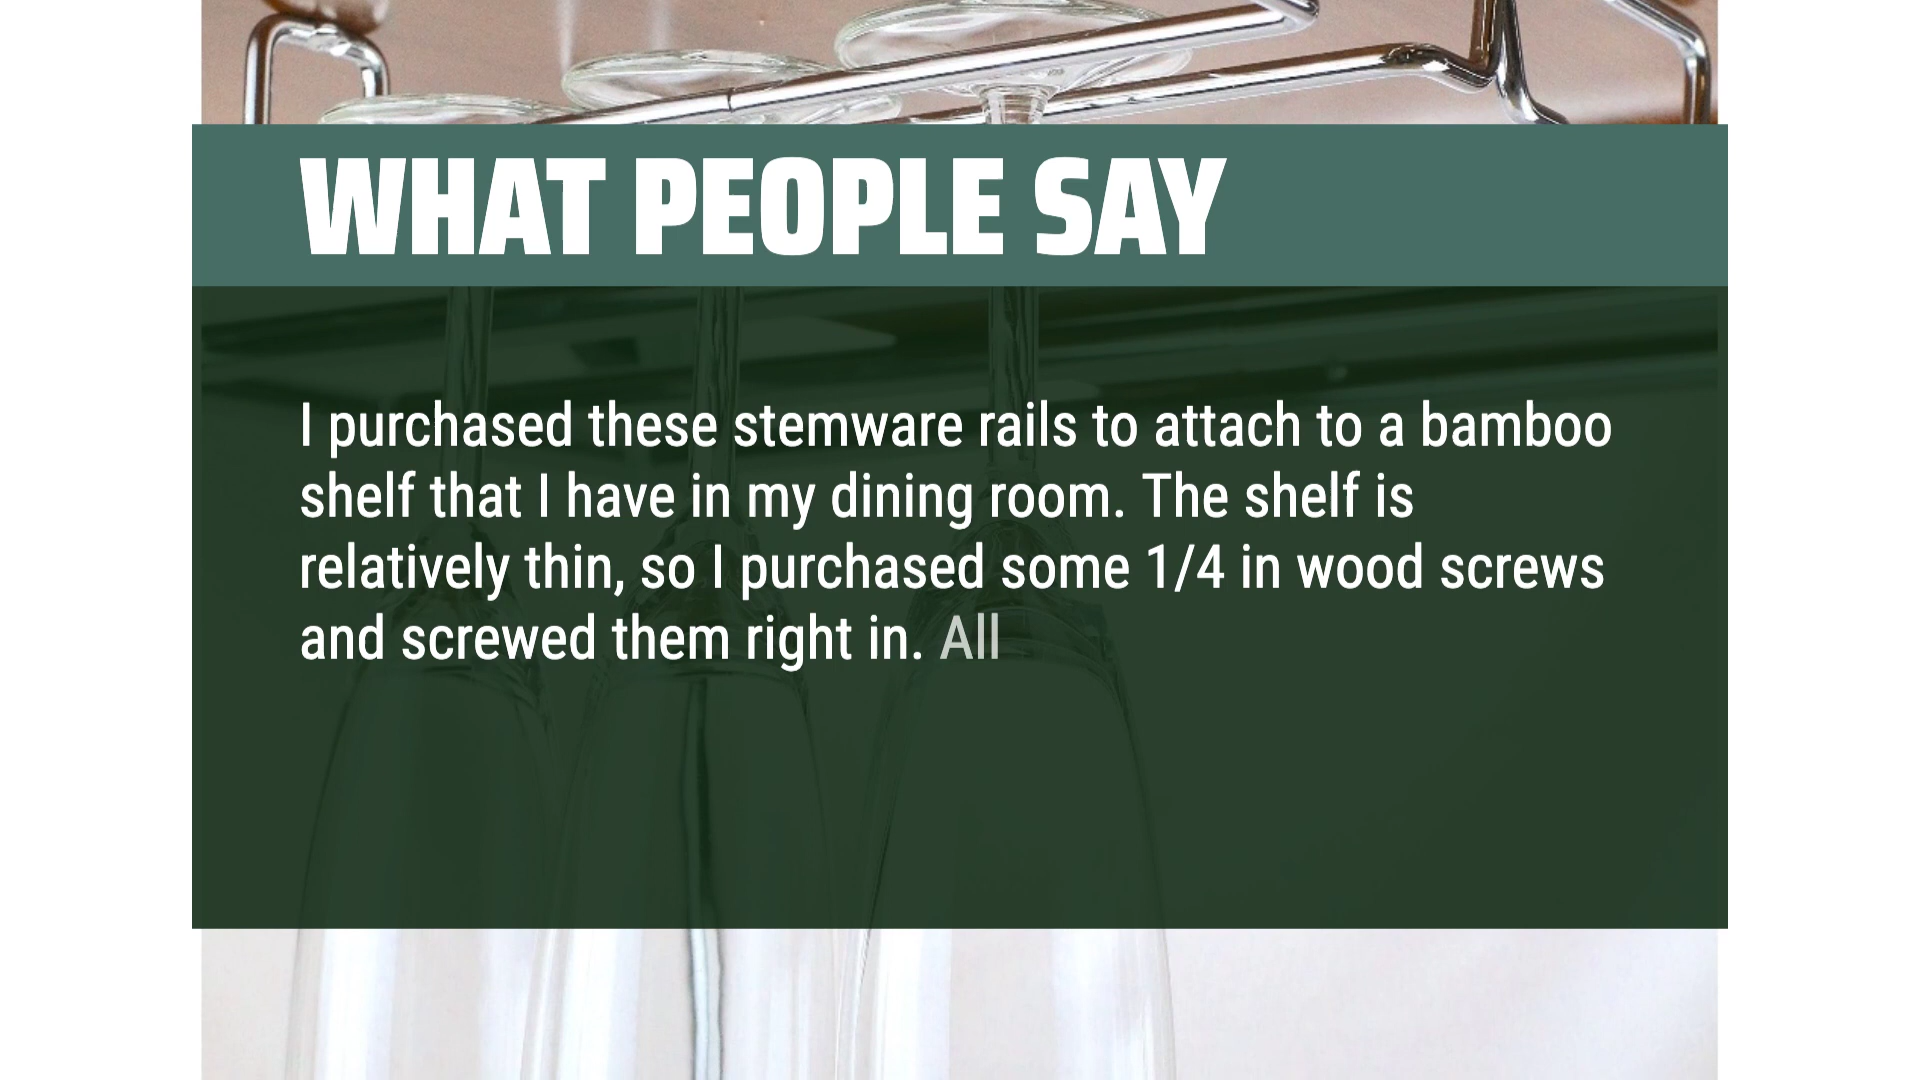 WHAT PEOPLE SAY
I purchased these stemware rails to attach to a bamboo
shelf that I have in my dining room. The shelf is
relatively thin, so I purchased some 1/4 in wood screws
and screwed them right in. All